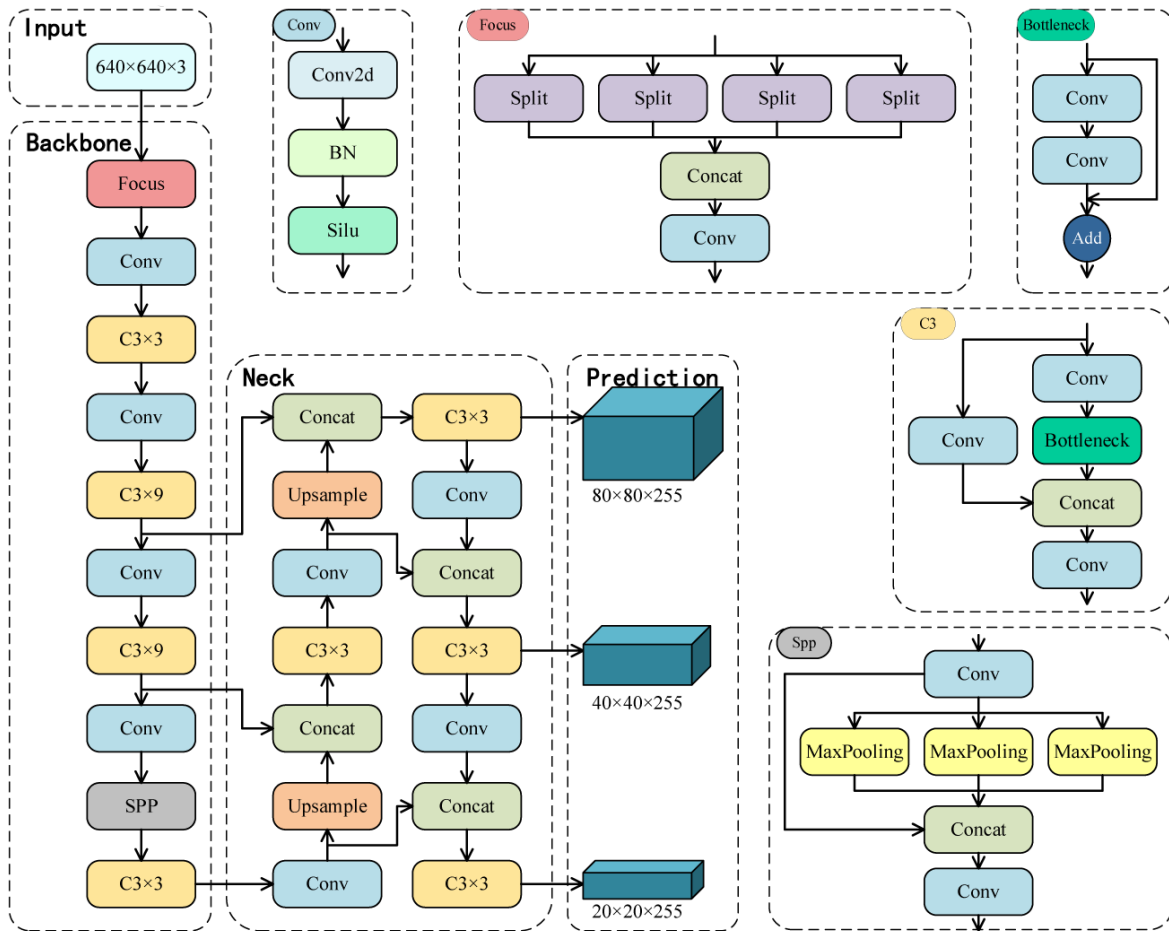 Input
640×640×3
Backbone
Focus
Conv
C3×3
Conv
C3×9
Conv
C3×9
Conv
SPP
C3×3
Neck
Concat
Upsample
Conv
C3×3
Concat
Upsample
Conv
C3×3
Conv
Concat
C3×3
Conv
Concat
C3×3
Prediction
80×80×255
40×40×255
20×20×255
Conv
Conv2d
BN
Silu
Focus
Split Split Split Split
Concat
Conv
Bottleneck
Conv
Conv
Add
C3
Conv
Conv
Bottleneck
Concat
Conv
Spp
Conv
MaxPooling MaxPooling MaxPooling
Concat
Conv